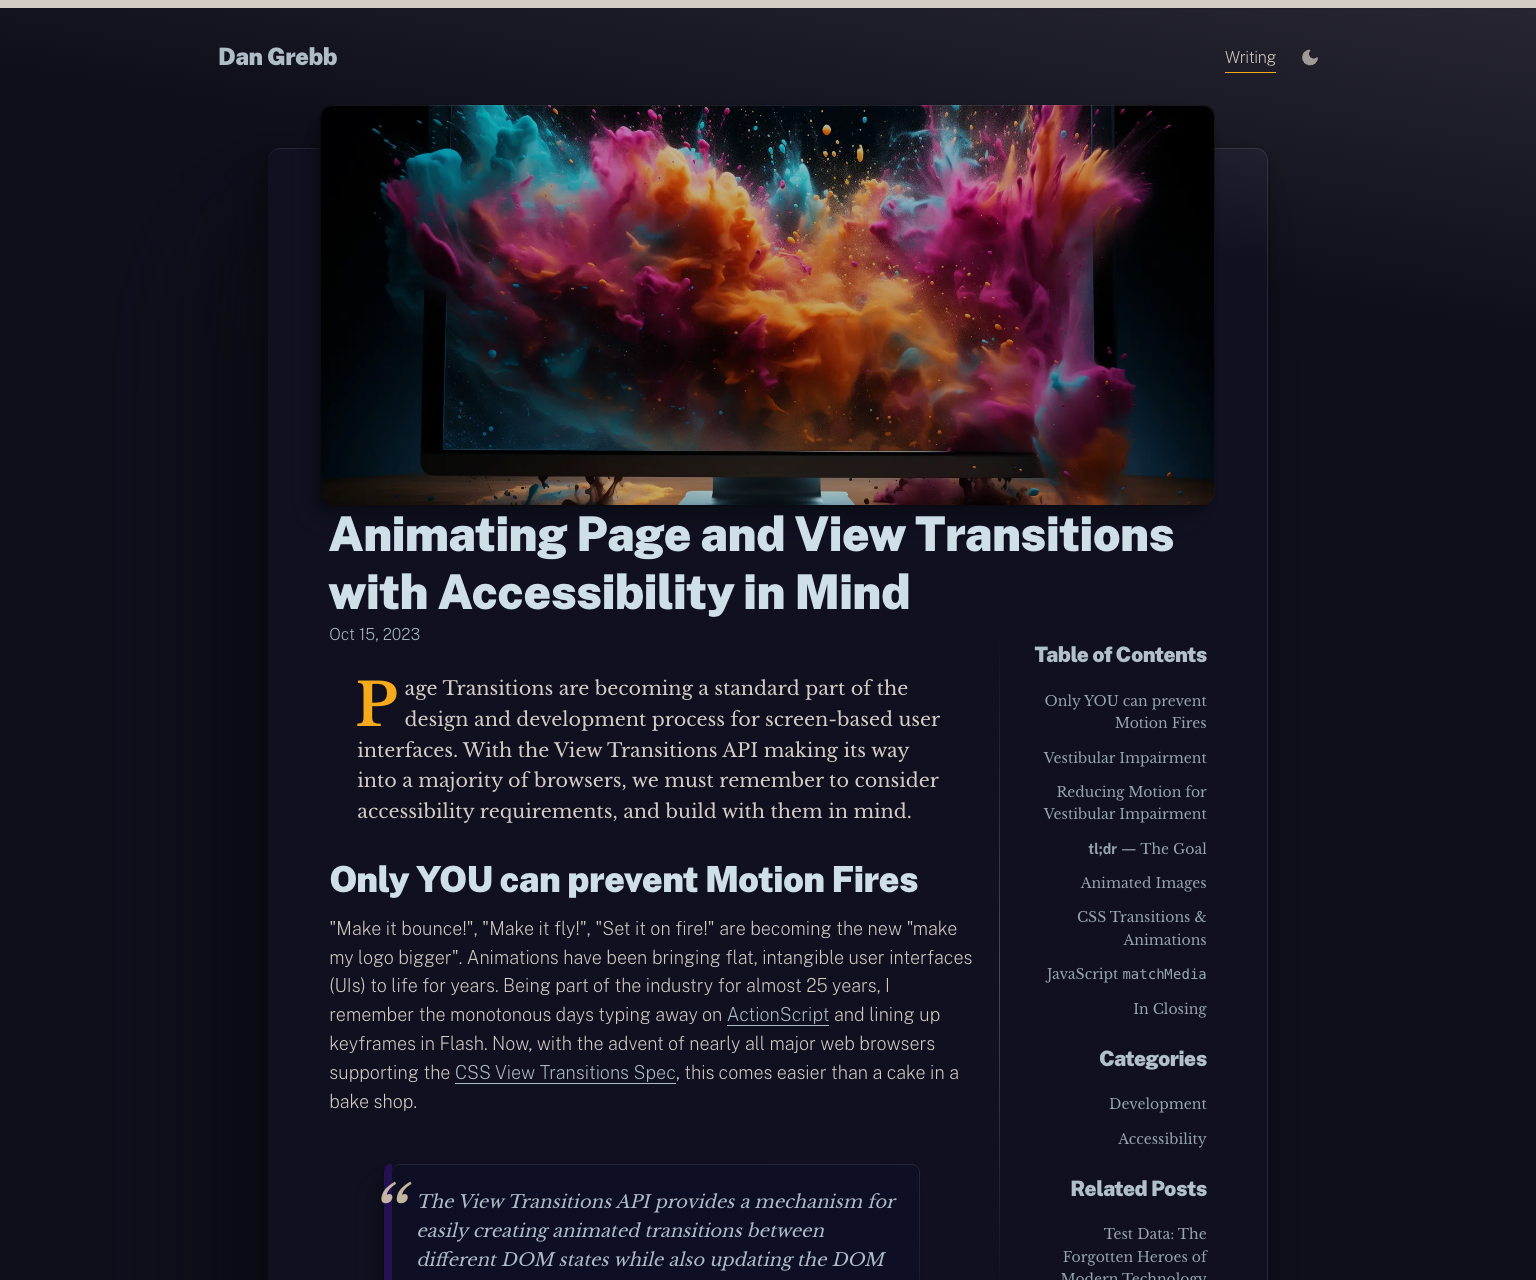 Dan Grebb
Writing
Animating Page and View Transitions
with Accessibility in Mind
Oct 15, 2023
Page Transitions are becoming a standard part of the
design and development process for screen-based user
interfaces. With the View Transitions API making its way
into a majority of browsers, we must remember to consider
accessibility requirements, and build with them in mind.
Only YOU can prevent Motion Fires
"Make it bounce!", "Make it fly!", "Set it on fire!" are becoming the new "make
my logo bigger". Animations have been bringing flat, intangible user interfaces
(UIs) to life for years. Being part of the industry for almost 25 years, I
remember the monotonous days typing away on ActionScript and lining up
keyframes in Flash. Now, with the advent of nearly all major web browsers
supporting the CSS View Transitions Spec, this comes easier than a cake in a
bake shop.
“
The View Transitions API provides a mechanism for
easily creating animated transitions between
different DOM states while also updating the DOM
Table of Contents
Only YOU can prevent
Motion Fires
Vestibular Impairment
Reducing Motion for
Vestibular Impairment
tl;dr — The Goal
Animated Images
CSS Transitions &
Animations
JavaScript matchMedia
In Closing
Categories
Development
Accessibility
Related Posts
Test Data: The
Forgotten Heroes of
Modern Technology